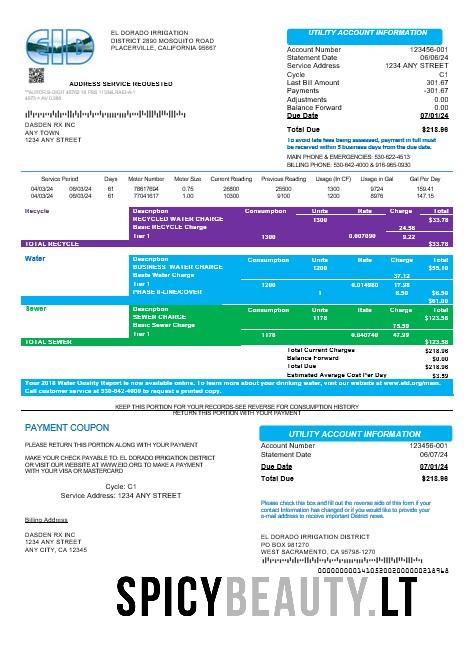 EID
EL DORADO IRRIGATION
DISTRICT 2890 MOSQUITO ROAD
PLACERVILLE, CALIFORNIA 95667
ADDRESS SERVICE REQUESTED
DASDEN RX INC
ANY TOWN
1234 ANY STREET
UTILITY ACCOUNT INFORMATION
Account Number 123456-001
Statement Date 06/07/24
Service Address 1234 ANY STREET
Cycle C1
Last Bill Amount 301.67
Payments -301.67
Adjustments 0.00
Balance Forward 0.00
Due Date 07/01/24
Total Due $218.96
To avoid late fees being assessed, payment in full must
be received within 5 business days from the due date.
MAIN PHONE & EMERGENCIES: 530-622-4513
BILLING PHONE: 530-642-4000 & 916-965-0930
Service Period Days Meter Number Meter Size Current Reading Previous Reading Usage (In CF) Usage in Gal Gal Per Day
04/03/24 06/03/24 61 78617694 0.75 26800 25500 1300 9724 159.41
04/03/24 06/03/24 61 77041617 1.00 10300 9100 1200 8976 147.15
Recycle Description Consumption Units Rate Charge Total
RECYCLED WATER CHARGE 1300 $33.78
Basic RECYCLE Charge 24.56
Tier 1 1300 0.007090 9.22
TOTAL RECYCLE $33.78
Water Description Consumption Units Rate Charge Total
BUSINESS WATER CHARGE 1200 $55.10
Basic Water Charge 37.12
Tier 1 1200 0.014980 17.98
PHASE II-LINE/COVER 1 6.50 $6.50
$61.60
Sewer Description Consumption Units Rate Charge Total
SEWER CHARGE 1178 $123.58
Basic Sewer Charge 75.59
Tier 1 1178 0.040740 47.99
TOTAL SEWER $123.58
Total Current Charges $218.96
Balance Forward $0.00
Total Due $218.96
Estimated Average Cost Per Day $3.59
Your 2018 Water Quality Report is now available online. To learn more about your drinking water, visit our website at www.eid.org/main.
Call customer service at 530-642-4000 to request a printed copy.
KEEP THIS PORTION FOR YOUR RECORDS-SEE REVERSE FOR CONSUMPTION HISTORY
RETURN THIS PORTION WITH YOUR PAYMENT
PAYMENT COUPON
PLEASE RETURN THIS PORTION ALONG WITH YOUR PAYMENT
MAKE YOUR CHECK PAYABLE TO: EL DORADO IRRIGATION DISTRICT
OR VISIT OUR WEBSITE AT WWW.EID.ORG TO MAKE A PAYMENT
WITH YOUR VISA OR MASTERCARD
Cycle: C1
Service Address: 1234 ANY STREET
Billing Address
DASDEN RX INC
1234 ANY STREET
ANY CITY, CA 12345
UTILITY ACCOUNT INFORMATION
Account Number 123456-001
Statement Date 06/07/24
Due Date 07/01/24
Total Due $218.96
Please check this box and fill out the reverse side of this form if your
contact information has changed or if you would like to provide your
e-mail address to receive important District news.
EL DORADO IRRIGATION DISTRICT
PO BOX 981270
WEST SACRAMENTO, CA 95798-1270
SPICYBEAUTY.LT